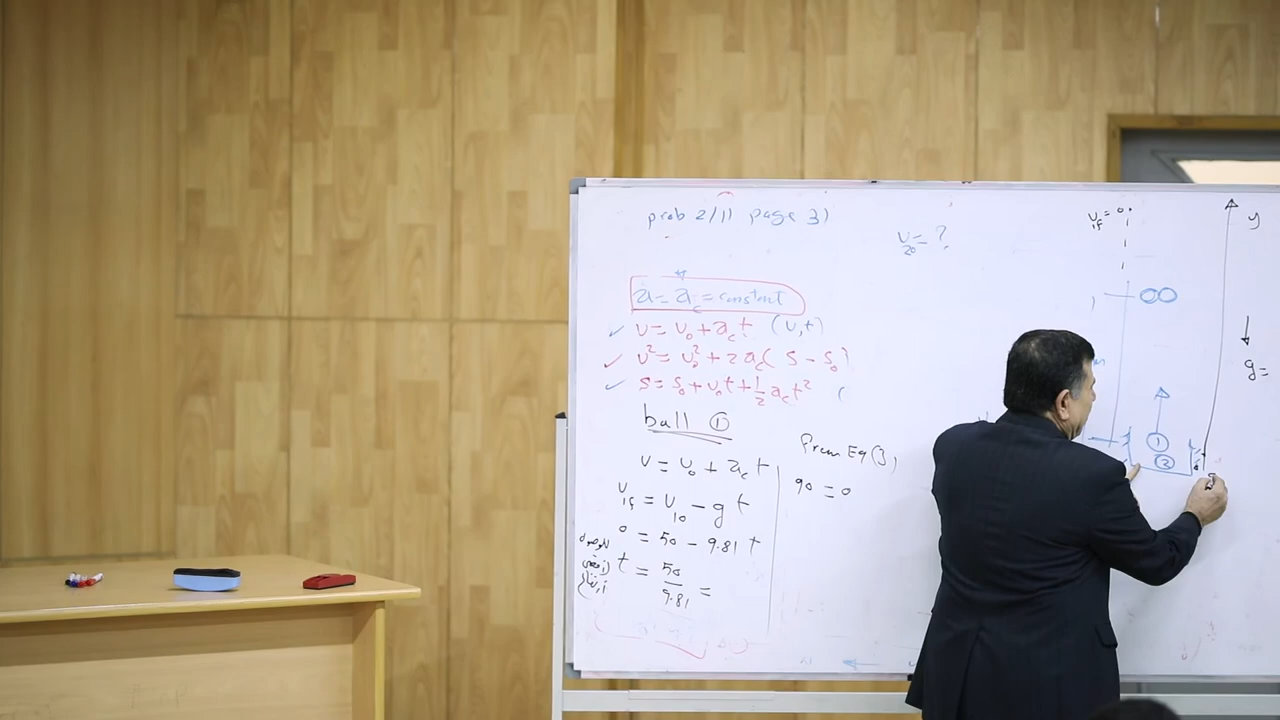 prob 2/11 page 31
v₂₀ = ?
a = a_c = constant
v = v₀ + a_c t (v,t)
v² = v₀² + 2a_c(s - s₀)
s = s₀ + v₀t + 1/2 a_c t² (
ball ①
v = v₀ + a_c t
v₁f = v₁₀ - g t
0 = 50 - 9.81 t
t = 50/9.81 =
From Eq(3)
90 = 0
v₁f = 0
y
g =
①
②